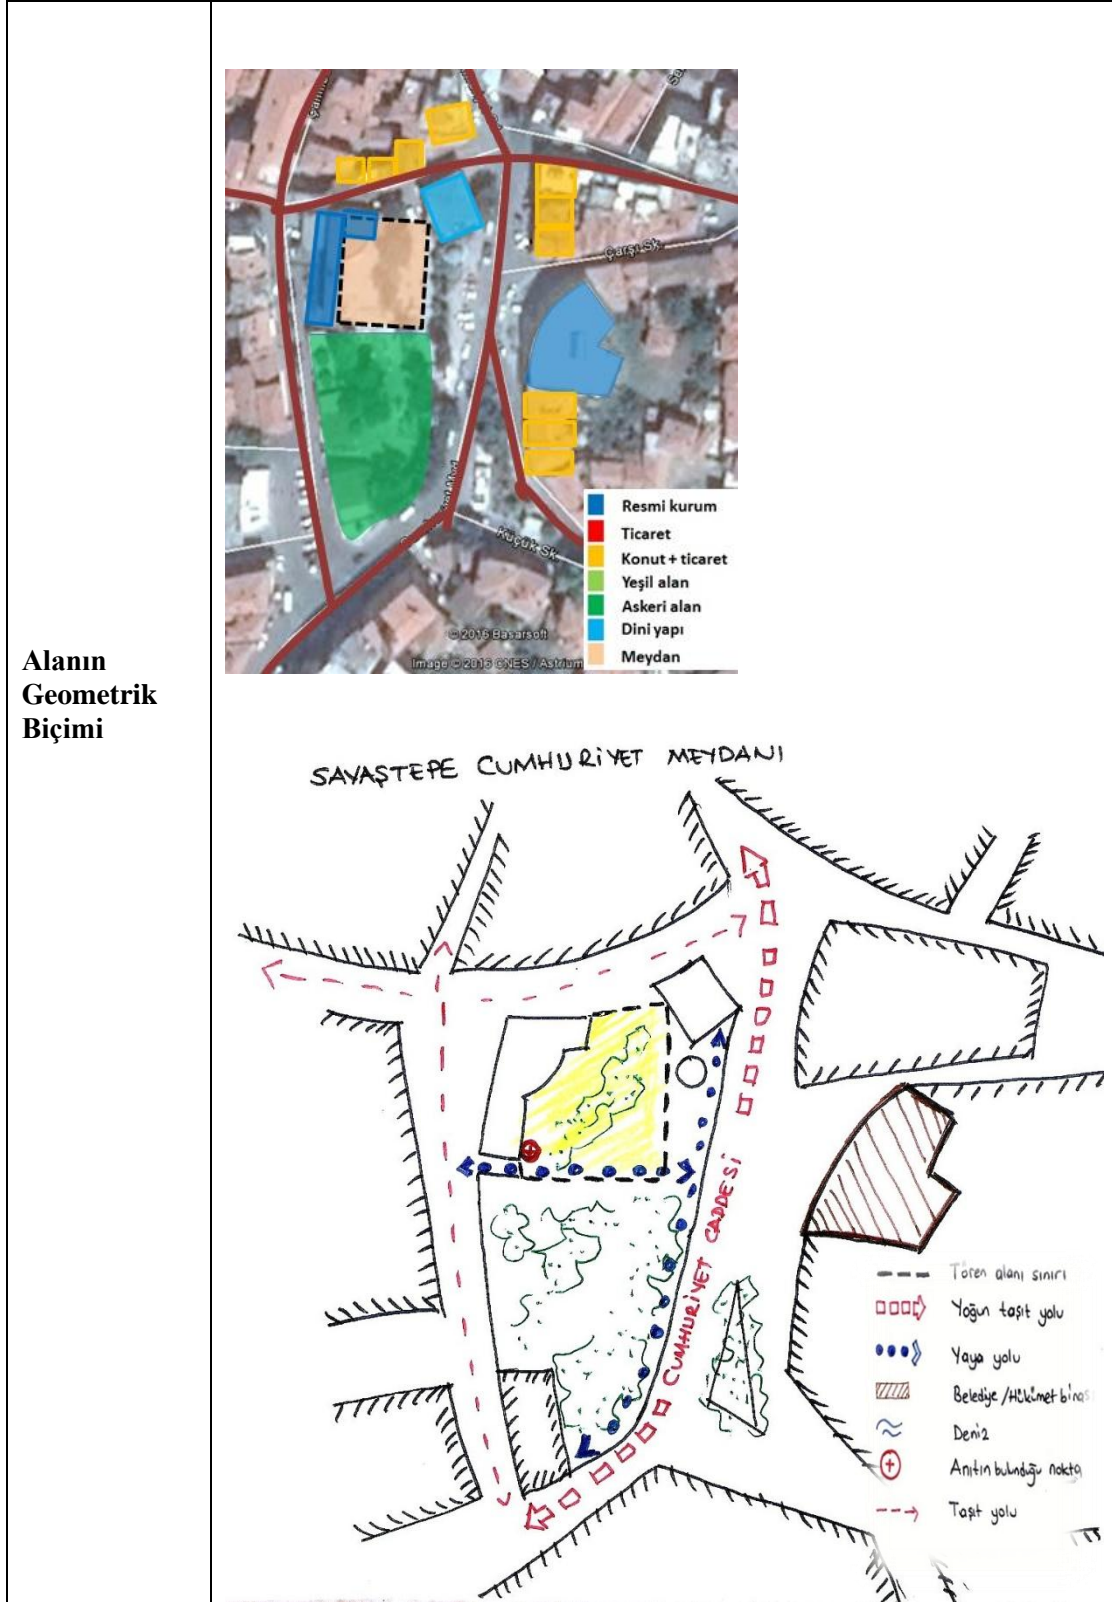 Alanın
Geometrik
Biçimi
Çarşı Sk.
Küçük Sk.
© 2016 Basarsoft
Image © 2016 CNES / Astrium
Resmi kurum
Ticaret
Konut + ticaret
Yeşil alan
Askeri alan
Dini yapı
Meydan
SAVAŞTEPE CUMHURİYET MEYDANI
CUMHURİYET CADDESİ
Tören alanı sınırı
Yoğun taşıt yolu
Yaya yolu
Belediye/Hükümet binas
Deniz
Anıtın bulunduğu nokta
Taşıt yolu